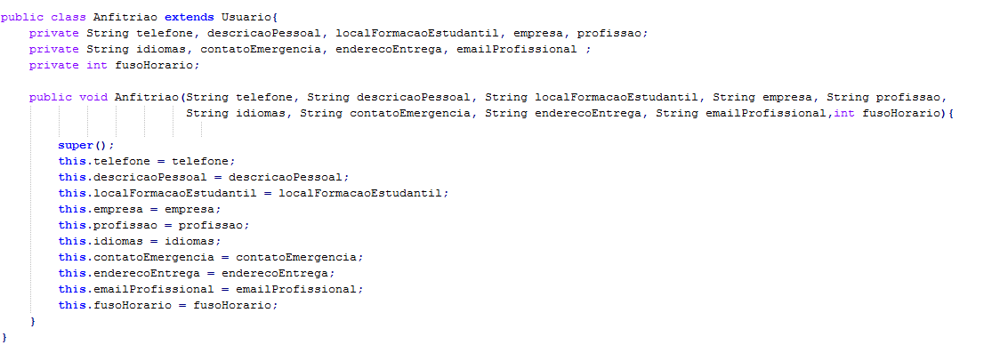 public class Anfitriao extends Usuario{
    private String telefone, descricaoPessoal, localFormacaoEstudantil, empresa, profissao;
    private String idiomas, contatoEmergencia, enderecoEntrega, emailProfissional ;
    private int fusoHorario;
    public void Anfitriao(String telefone, String descricaoPessoal, String localFormacaoEstudantil, String empresa, String profissao,
                          String idiomas, String contatoEmergencia, String enderecoEntrega, String emailProfissional,int fusoHorario){
        super();
        this.telefone = telefone;
        this.descricaoPessoal = descricaoPessoal;
        this.localFormacaoEstudantil = localFormacaoEstudantil;
        this.empresa = empresa;
        this.profissao = profissao;
        this.idiomas = idiomas;
        this.contatoEmergencia = contatoEmergencia;
        this.enderecoEntrega = enderecoEntrega;
        this.emailProfissional = emailProfissional;
        this.fusoHorario = fusoHorario;
    }
}